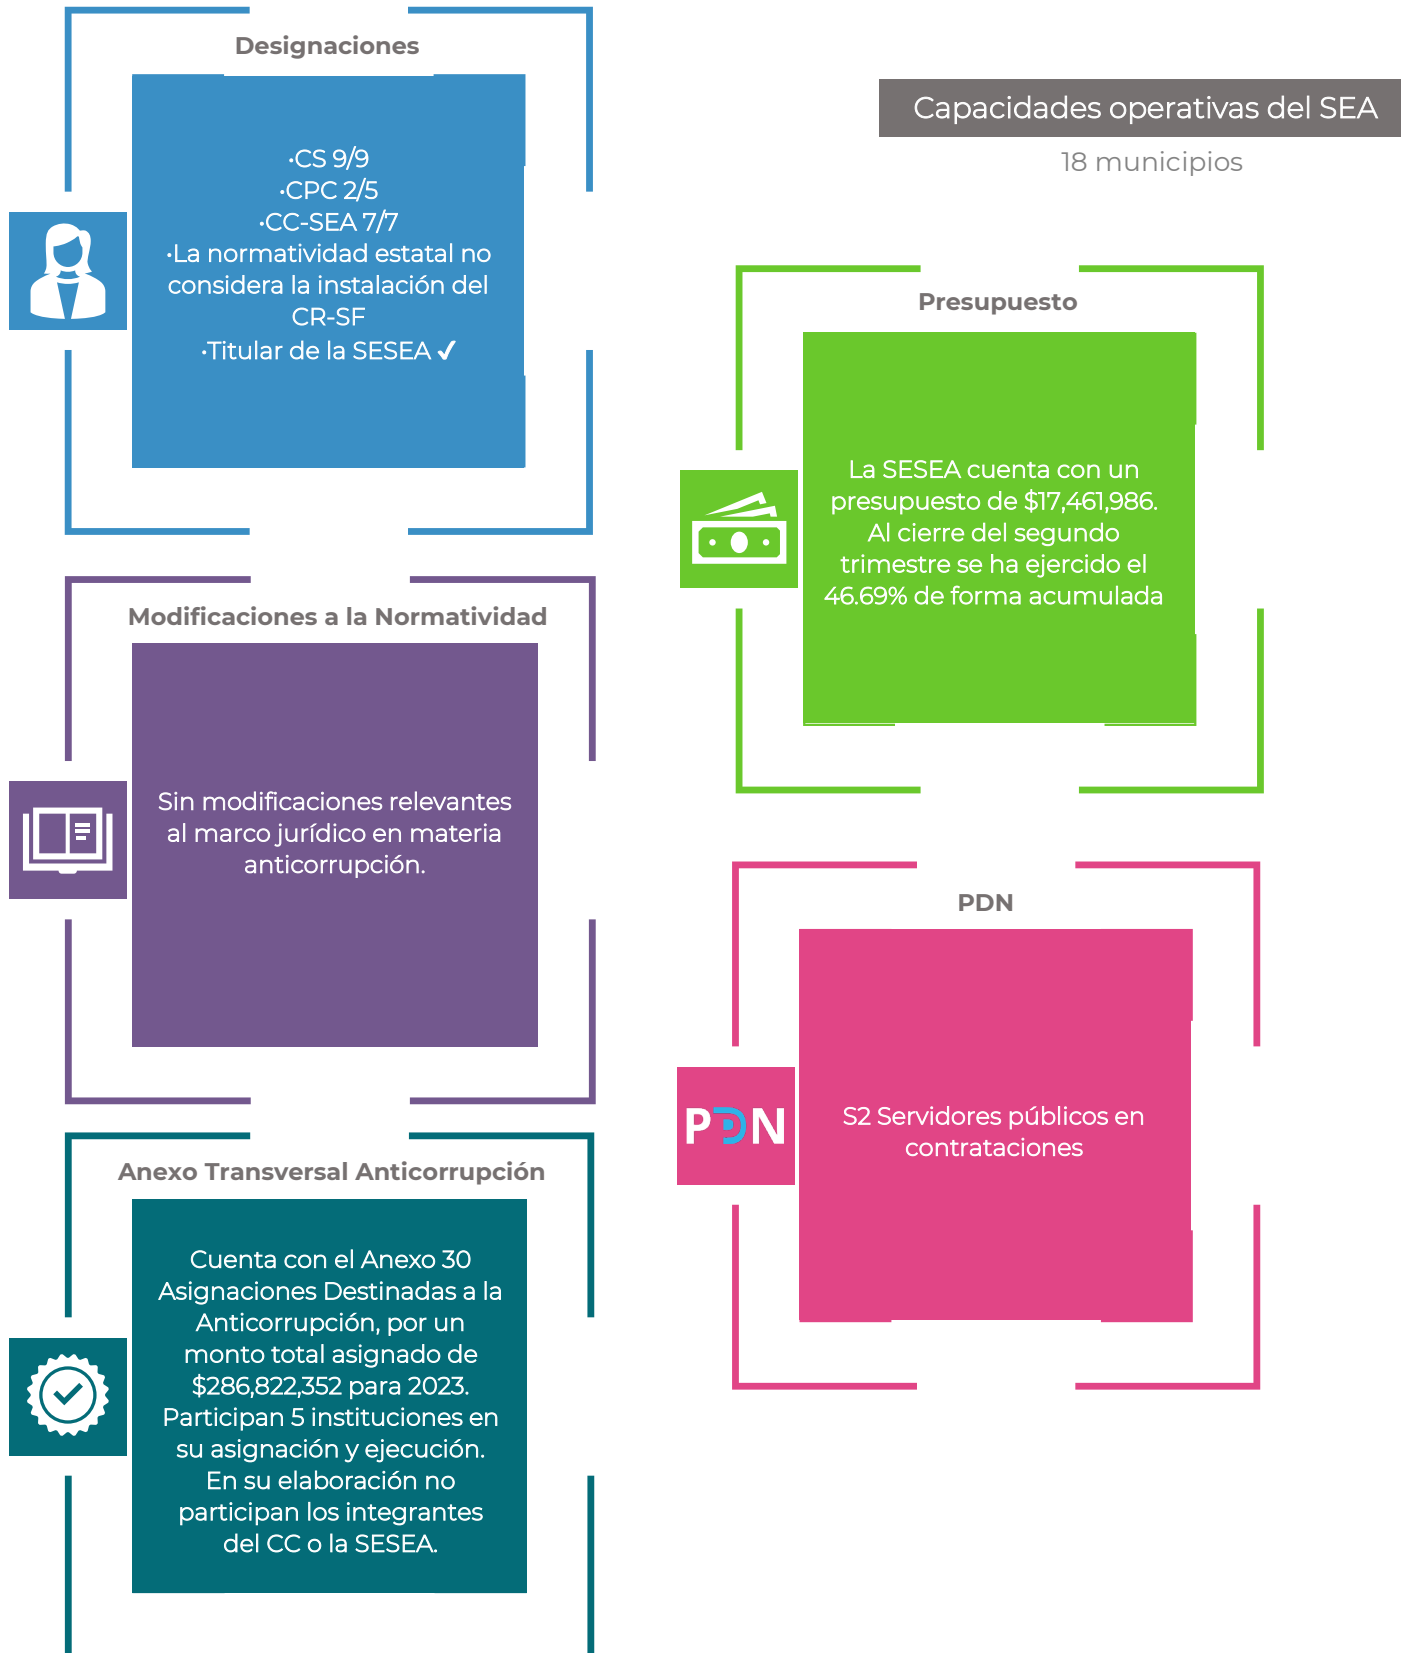 Designaciones
•CS 9/9
•CPC 2/5
•CC-SEA 7/7
•La normatividad estatal no
considera la instalación del
CR-SF
•Titular de la SESEA ✓
Capacidades operativas del SEA
18 municipios
Presupuesto
La SESEA cuenta con un
presupuesto de $17,461,986.
Al cierre del segundo
trimestre se ha ejercido el
46.69% de forma acumulada
Modificaciones a la Normatividad
Sin modificaciones relevantes
al marco jurídico en materia
anticorrupción.
PDN
PDN
S2 Servidores públicos en
contrataciones
Anexo Transversal Anticorrupción
Cuenta con el Anexo 30
Asignaciones Destinadas a la
Anticorrupción, por un
monto total asignado de
$286,822,352 para 2023.
Participan 5 instituciones en
su asignación y ejecución.
En su elaboración no
participan los integrantes
del CC o la SESEA.